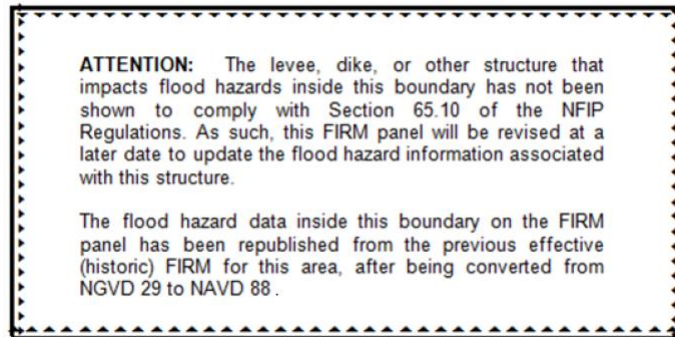 ATTENTION: The levee, dike, or other structure that
impacts flood hazards inside this boundary has not been
shown to comply with Section 65.10 of the NFIP
Regulations. As such, this FIRM panel will be revised at a
later date to update the flood hazard information associated
with this structure.
The flood hazard data inside this boundary on the FIRM
panel has been republished from the previous effective
(historic) FIRM for this area, after being converted from
NGVD 29 to NAVD 88 .